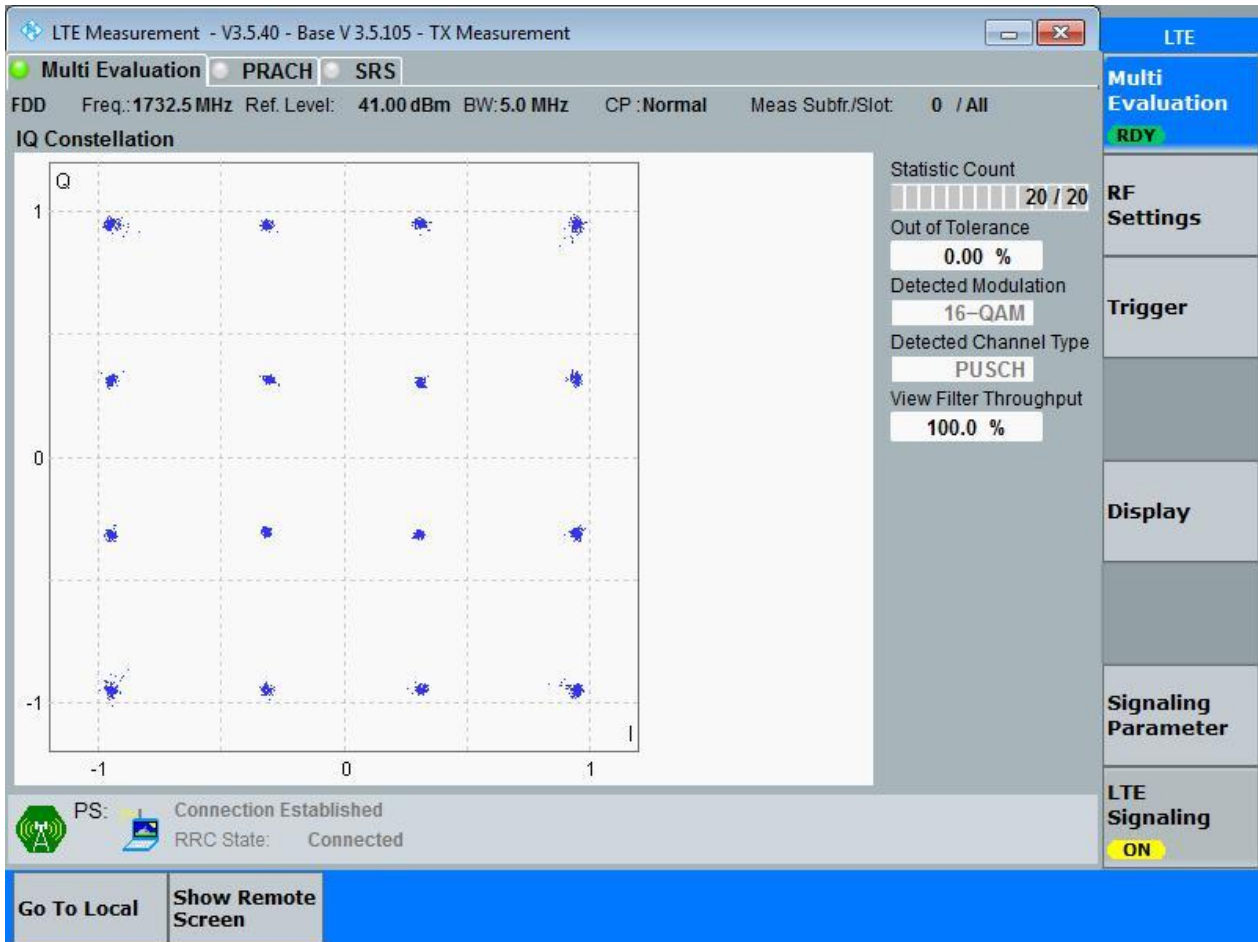 LTE Measurement - V3.5.40 - Base V 3.5.105 - TX Measurement
LTE
Multi Evaluation PRACH SRS
Multi
Evaluation
RDY
FDD Freq.:1732.5 MHz Ref. Level: 41.00 dBm BW:5.0 MHz CP :Normal Meas Subfr./Slot: 0 / All
IQ Constellation
Q
1
0
-1
-1 0 1
I
Statistic Count
20 / 20
Out of Tolerance
0.00 %
Detected Modulation
16-QAM
Detected Channel Type
PUSCH
View Filter Throughput
100.0 %
RF
Settings
Trigger
Display
Signaling
Parameter
LTE
Signaling
ON
PS: Connection Established
RRC State: Connected
Go To Local
Show Remote
Screen